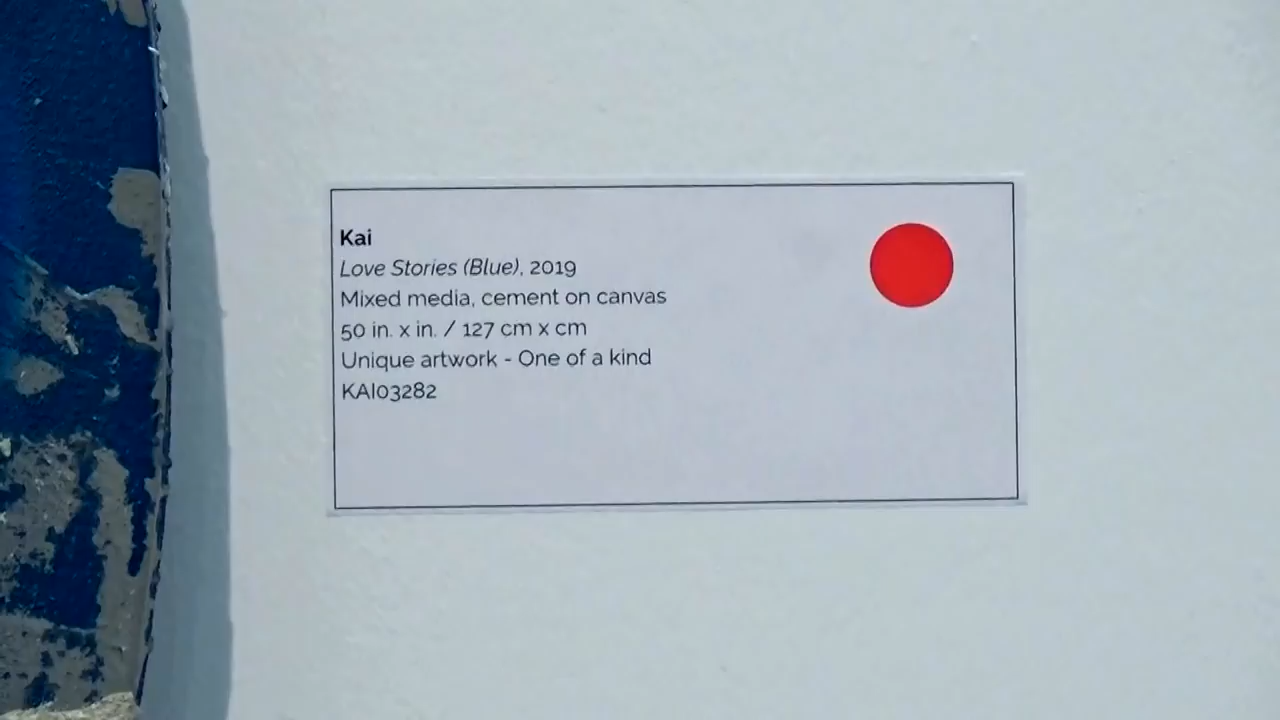 Kai
Love Stories (Blue), 2019
Mixed media, cement on canvas
50 in. x in. / 127 cm x cm
Unique artwork - One of a kind
KAI03282